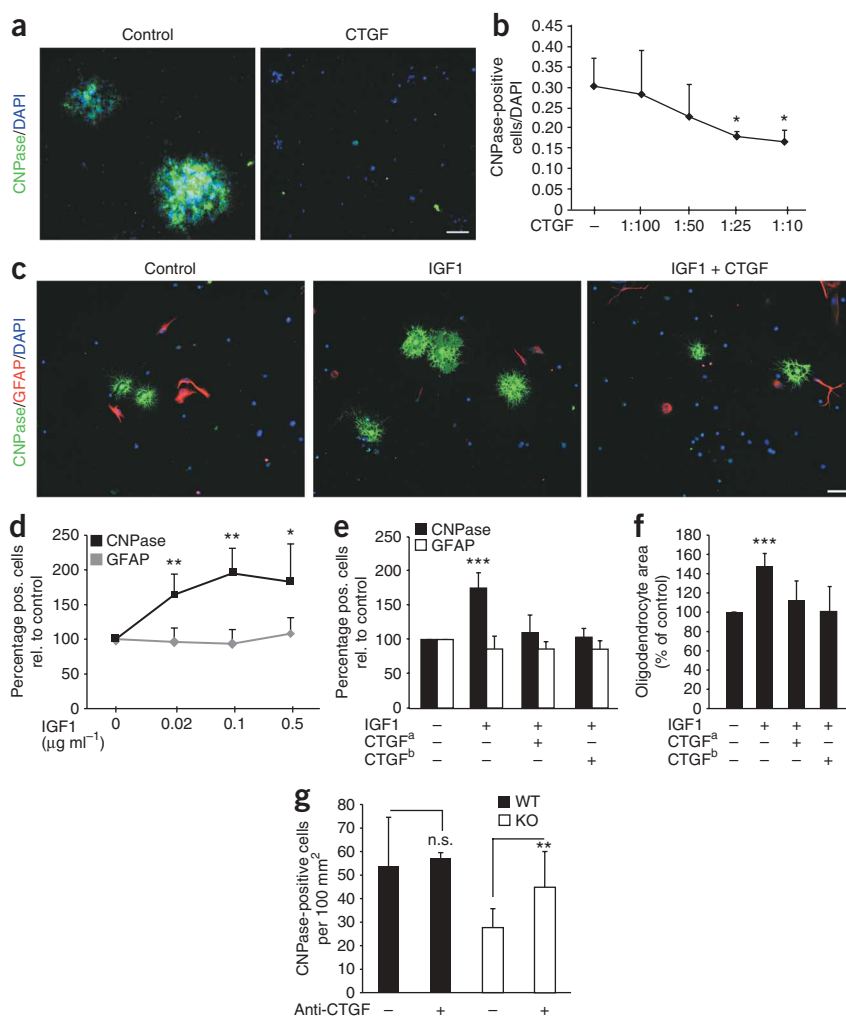 a
Control
CTGF
CNPase/DAPI
b
CNPase-positive
cells/DAPI
0.45
0.40
0.35
0.30
0.25
0.20
0.15
0.10
0.05
0
* *
CTGF – 1:100 1:50 1:25 1:10
c
Control
IGF1
IGF1 + CTGF
CNPase/GFAP/DAPI
d
Percentage pos. cells
rel. to control
250
200
150
100
50
0
CNPase
GFAP
** ** *
0 0.02 0.1 0.5
IGF1
(μg ml–1)
e
Percentage pos. cells
rel. to control
250
200
150
100
50
0
CNPase
GFAP
***
IGF1 – + + +
CTGFa – – + –
CTGFb – – – +
f
Oligodendrocyte area
(% of control)
180
160
140
120
100
80
60
40
20
0
***
IGF1 – + + +
CTGFa – – + –
CTGFb – – – +
g
CNPase-positive cells
per 100 mm2
80
70
60
50
40
30
20
10
0
WT
KO
n.s.
**
Anti-CTGF – + – +